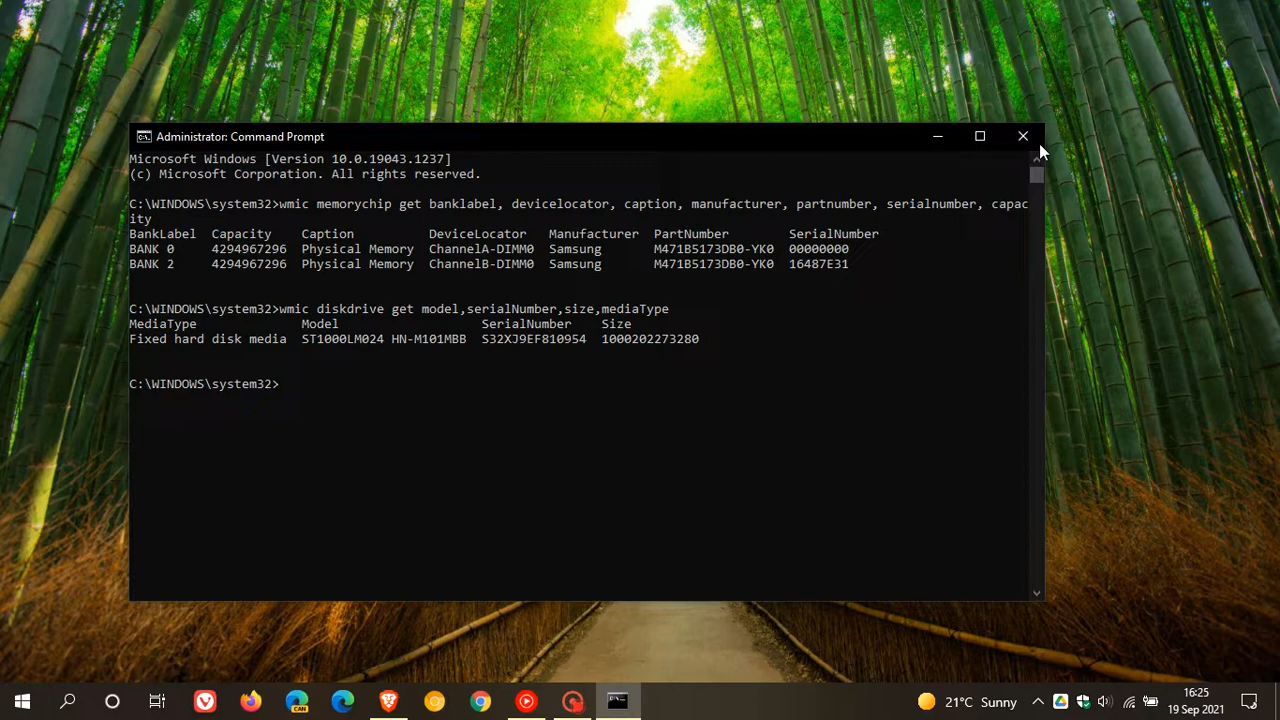 Administrator: Command Prompt
Microsoft Windows [Version 10.0.19043.1237]
(c) Microsoft Corporation. All rights reserved.
C:\WINDOWS\system32>wmic memorychip get banklabel, devicelocator, caption, manufacturer, partnumber, serialnumber, capac
ity
BankLabel Capacity Caption DeviceLocator Manufacturer PartNumber SerialNumber
BANK 0 4294967296 Physical Memory ChannelA-DIMM0 Samsung M471B5173DB0-YK0 00000000
BANK 2 4294967296 Physical Memory ChannelB-DIMM0 Samsung M471B5173DB0-YK0 16487E31
C:\WINDOWS\system32>wmic diskdrive get model,serialNumber,size,mediaType
MediaType Model SerialNumber Size
Fixed hard disk media ST1000LM024 HN-M101MBB S32XJ9EF810954 1000202273280
C:\WINDOWS\system32>
CAN
21°C Sunny
16:25
19 Sep 2021